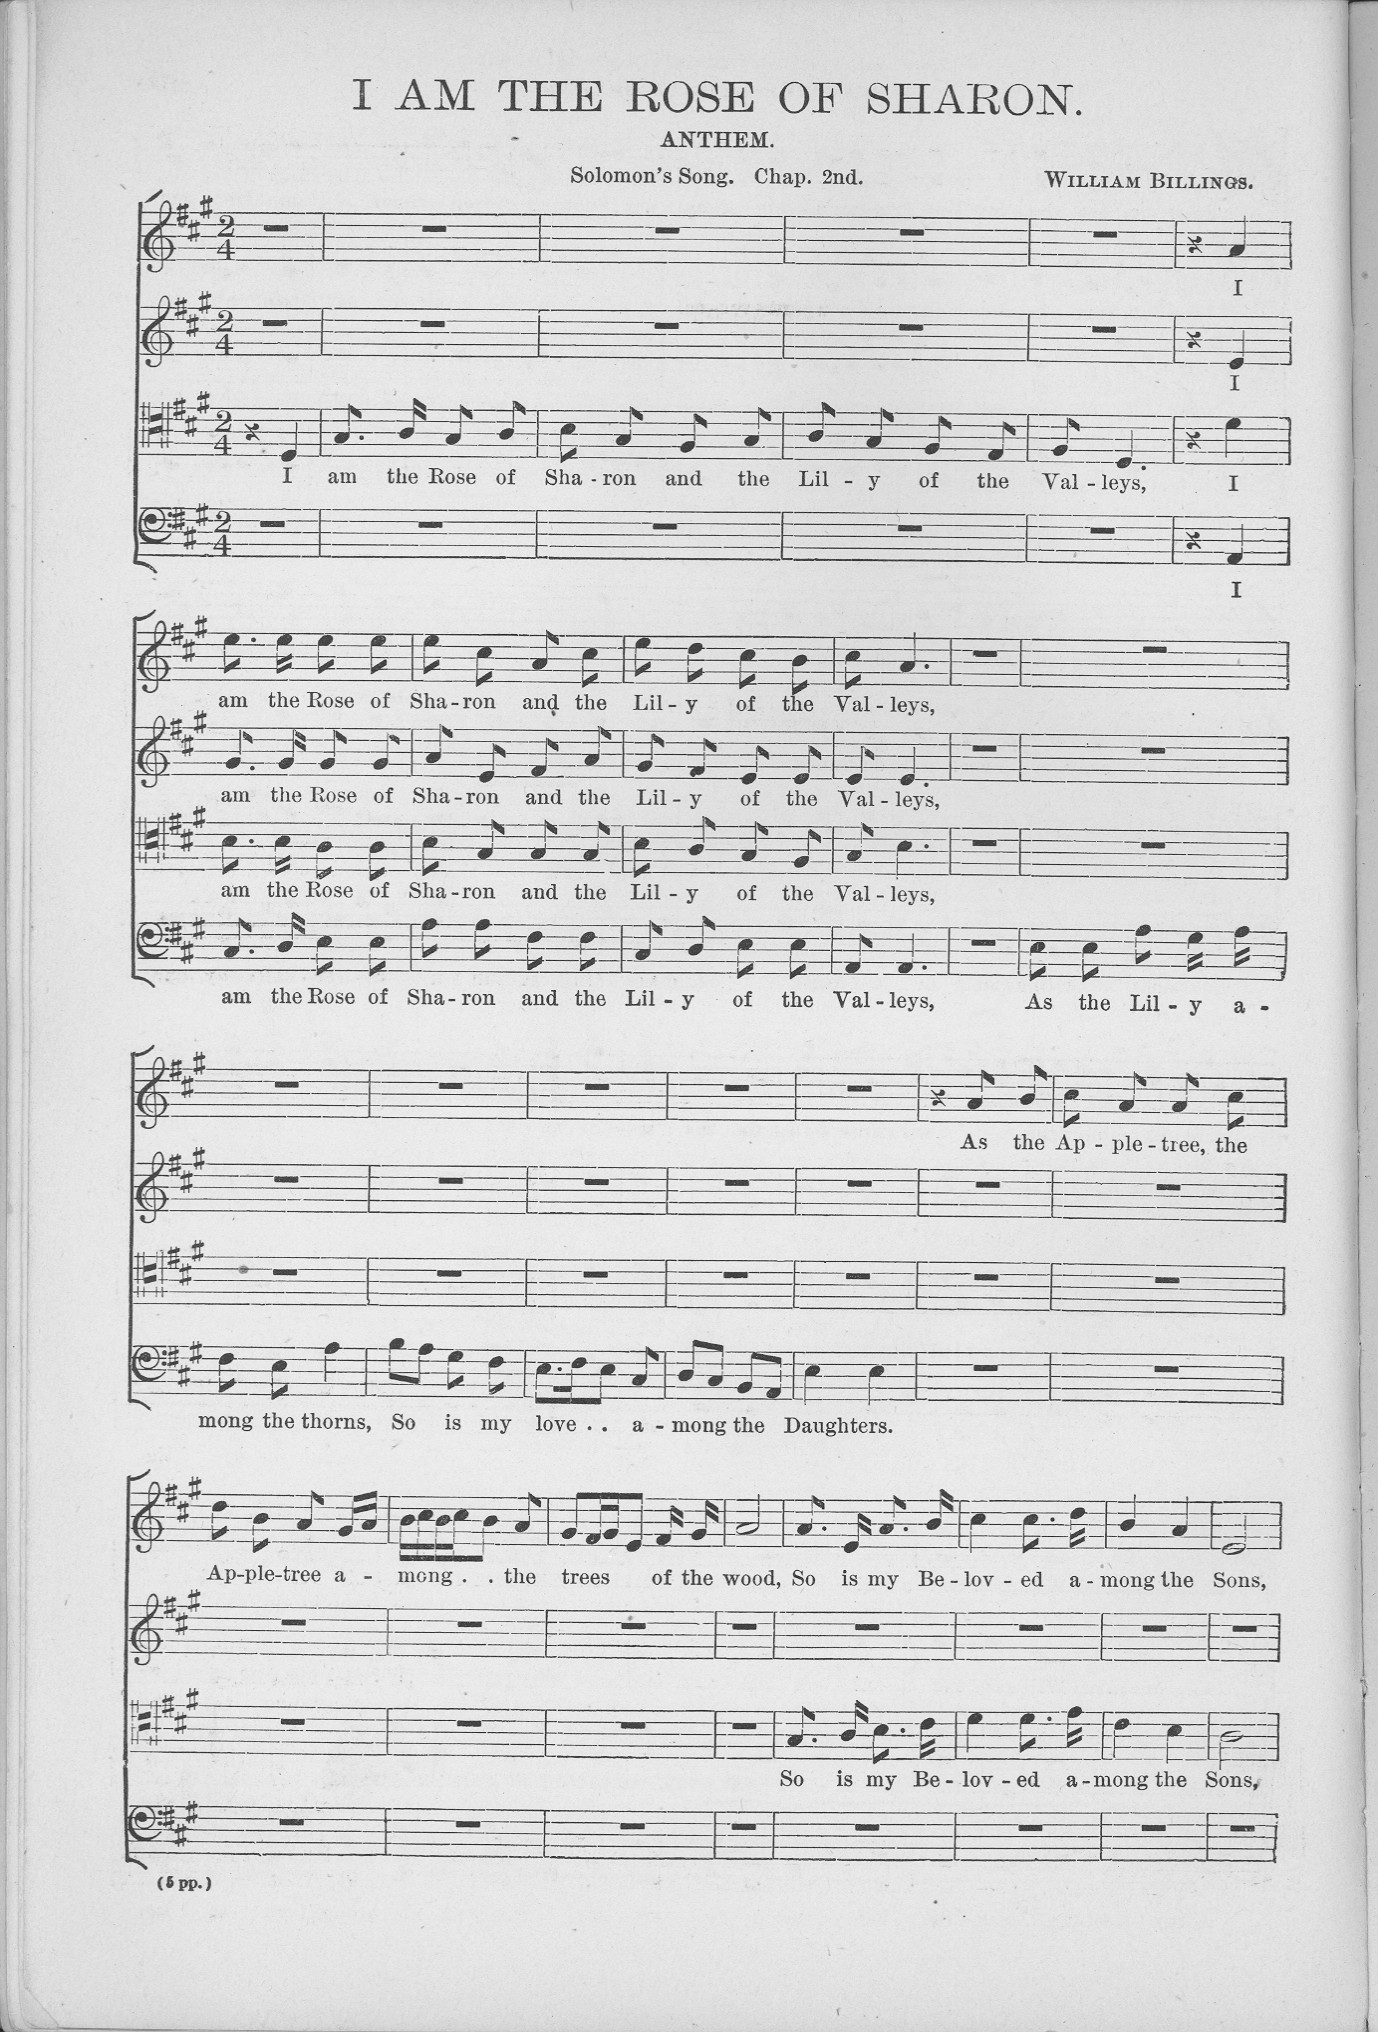 I AM THE ROSE OF SHARON.
ANTHEM.
Solomon's Song. Chap. 2nd.
WILLIAM BILLINGS.
I
I
I am the Rose of Sha-ron and the Lil-y of the Val-leys, I
I
am the Rose of Sha-ron and the Lil-y of the Val-leys,
am the Rose of Sha-ron and the Lil-y of the Val-leys,
am the Rose of Sha-ron and the Lil-y of the Val-leys,
am the Rose of Sha-ron and the Lil-y of the Val-leys, As the Lil-y a-
As the Ap-ple-tree, the
mong the thorns, So is my love . . a-mong the Daughters.
Ap-ple-tree a-mong . . the trees of the wood, So is my Be-lov-ed a-mong the Sons,
So is my Be-lov-ed a-mong the Sons,
(5 pp.)